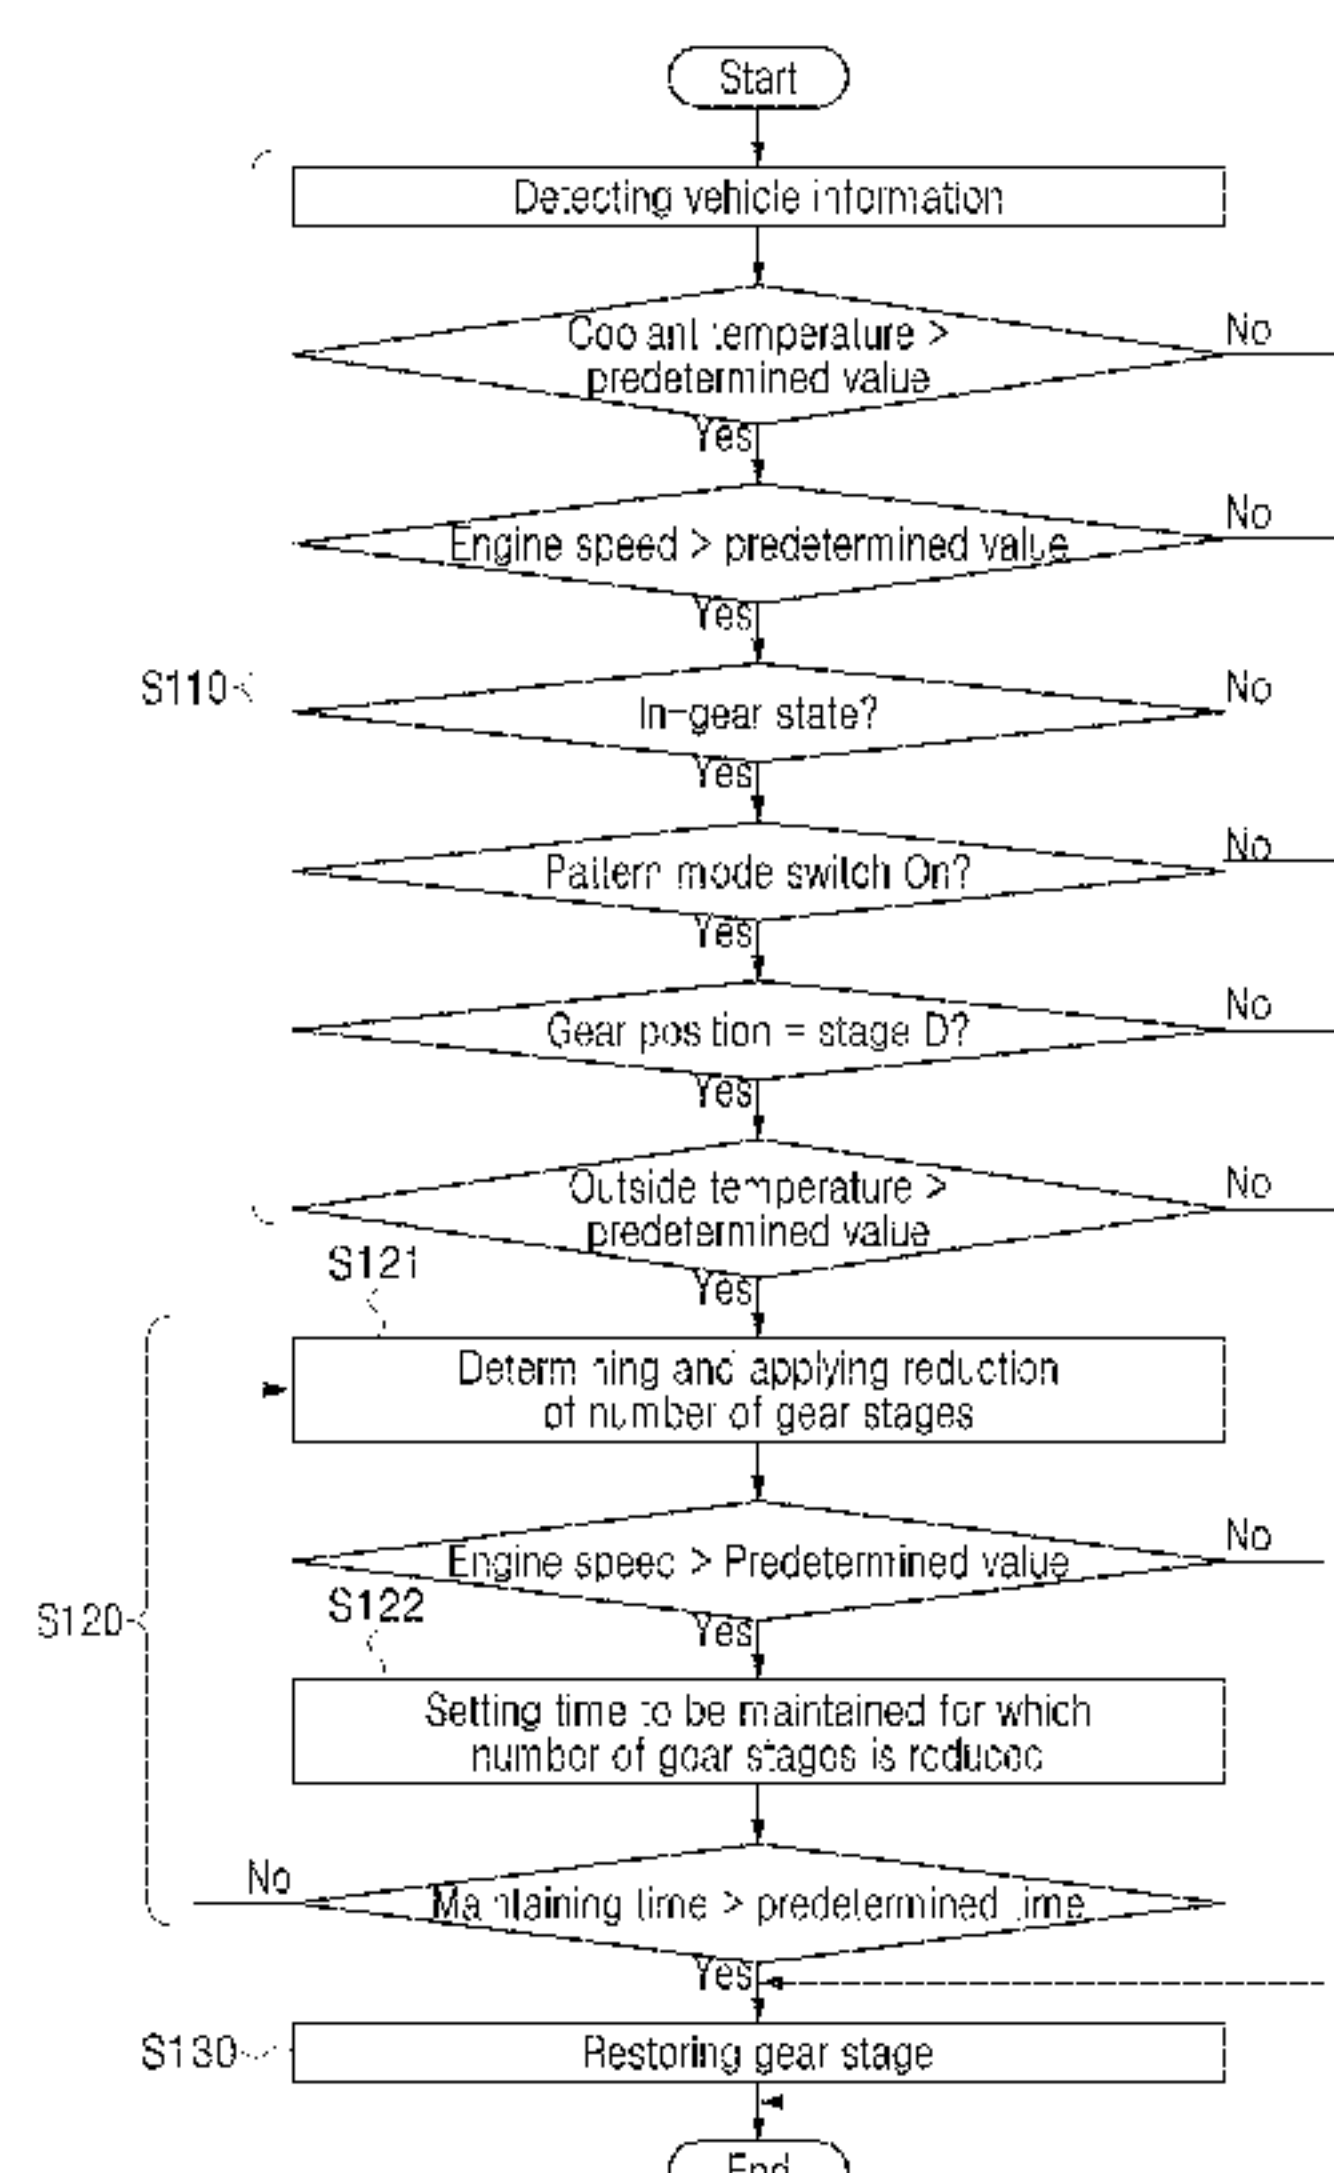 Start
Detecting vehicle information
Coolant temperature >
predetermined value
No
Yes
Engine speed > predetermined value
No
Yes
S110
In-gear state?
No
Yes
Pattern mode switch On?
No
Yes
Gear position = stage D?
No
Yes
Outside temperature >
predetermined value
No
Yes
S121
Determining and applying reduction
of number of gear stages
Engine speed > Predetermined value
No
Yes
S120
S122
Setting time to be maintained for which
number of gear stages is reduced
No
Maintaining time > predetermined time
Yes
S130
Restoring gear stage
End